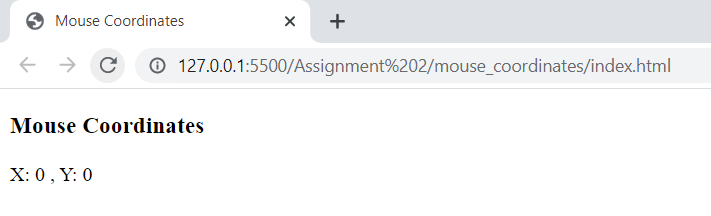 Mouse Coordinates
127.0.0.1:5500/Assignment%202/mouse_coordinates/index.html
Mouse Coordinates
X: 0 , Y: 0